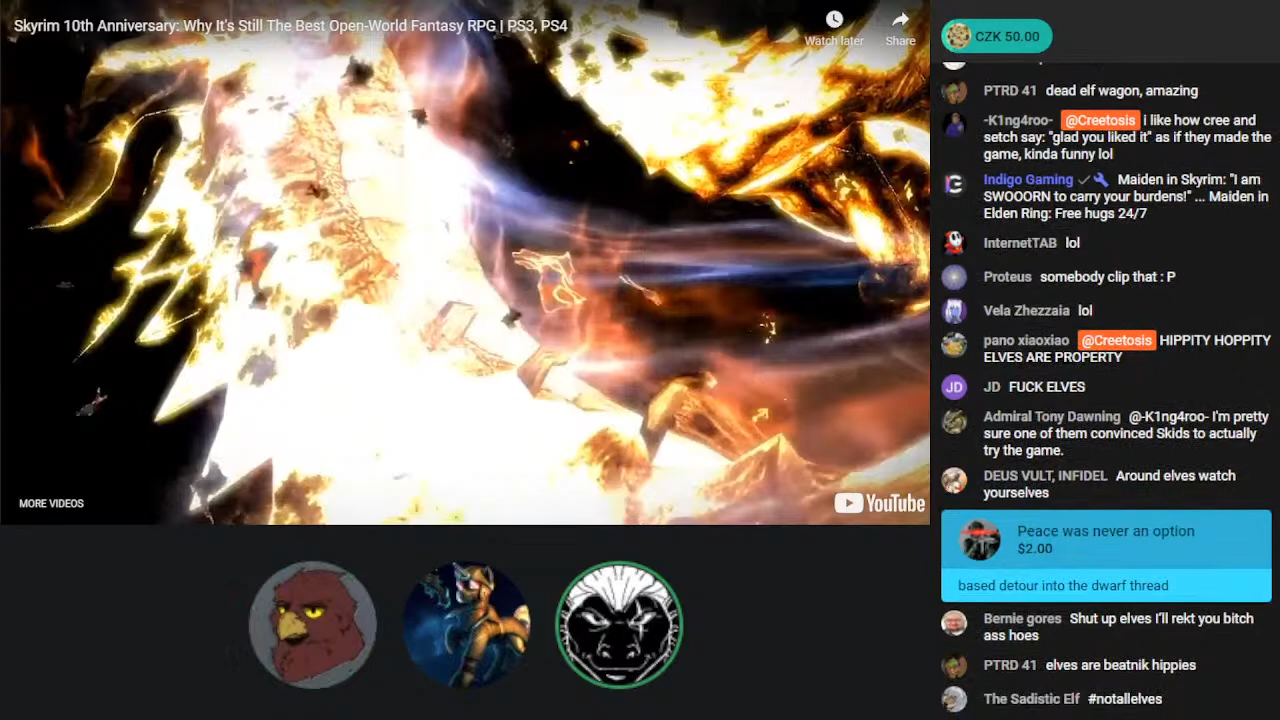 Skyrim 10th Anniversary: Why It's Still The Best Open-World Fantasy RPG | PS3, PS4
Watch later
Share
MORE VIDEOS
YouTube
CZK 50.00
PTRD 41 dead elf wagon, amazing
-K1ng4roo- @Creetosis i like how cree and
setch say: "glad you liked it" as if they made the
game, kinda funny lol
Indigo Gaming Maiden in Skyrim: "I am
SWOOORN to carry your burdens!" ... Maiden in
Elden Ring: Free hugs 24/7
InternetTAB lol
Proteus somebody clip that : P
Vela Zhezzaia lol
pano xiaoxiao @Creetosis HIPPITY HOPPITY
ELVES ARE PROPERTY
JD JD FUCK ELVES
Admiral Tony Dawning @-K1ng4roo- I'm pretty
sure one of them convinced Skids to actually
try the game.
DEUS VULT, INFIDEL Around elves watch
yourselves
Peace was never an option
$2.00
based detour into the dwarf thread
Bernie gores Shut up elves I'll rekt you bitch
ass hoes
PTRD 41 elves are beatnik hippies
The Sadistic Elf #notallelves